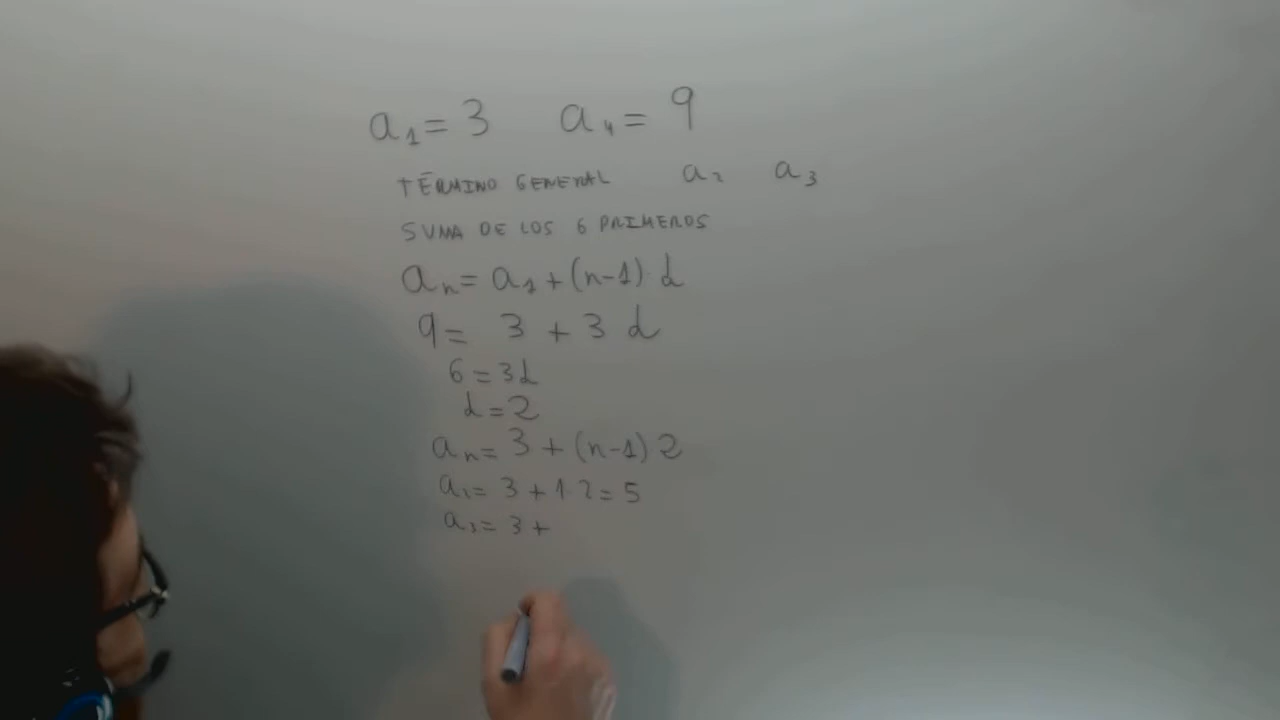 a₁ = 3 a₄ = 9
TÉRMINO GENERAL a₂ a₃
SUMA DE LOS 6 PRIMEROS
aₙ = a₁ + (n-1)·d
9 = 3 + 3 d
6 = 3d
d = 2
aₙ = 3 + (n-1) 2
a₂ = 3 + 1 2 = 5
a₃ = 3 +